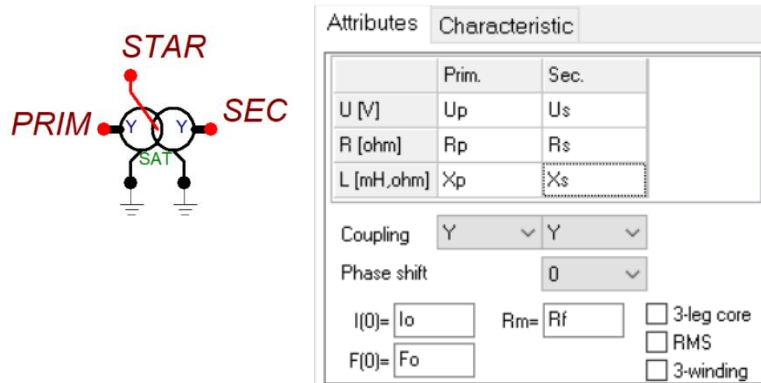 STAR
PRIM
Y
Y
SEC
SAT
Attributes
Characteristic
Prim. Sec.
U [V] Up Us
R [ohm] Rp Rs
L [mH,ohm] Xp Xs
Coupling Y Y
Phase shift 0
I(0)= Io Rm= Rf 3-leg core
RMS
F(0)= Fo
3-winding